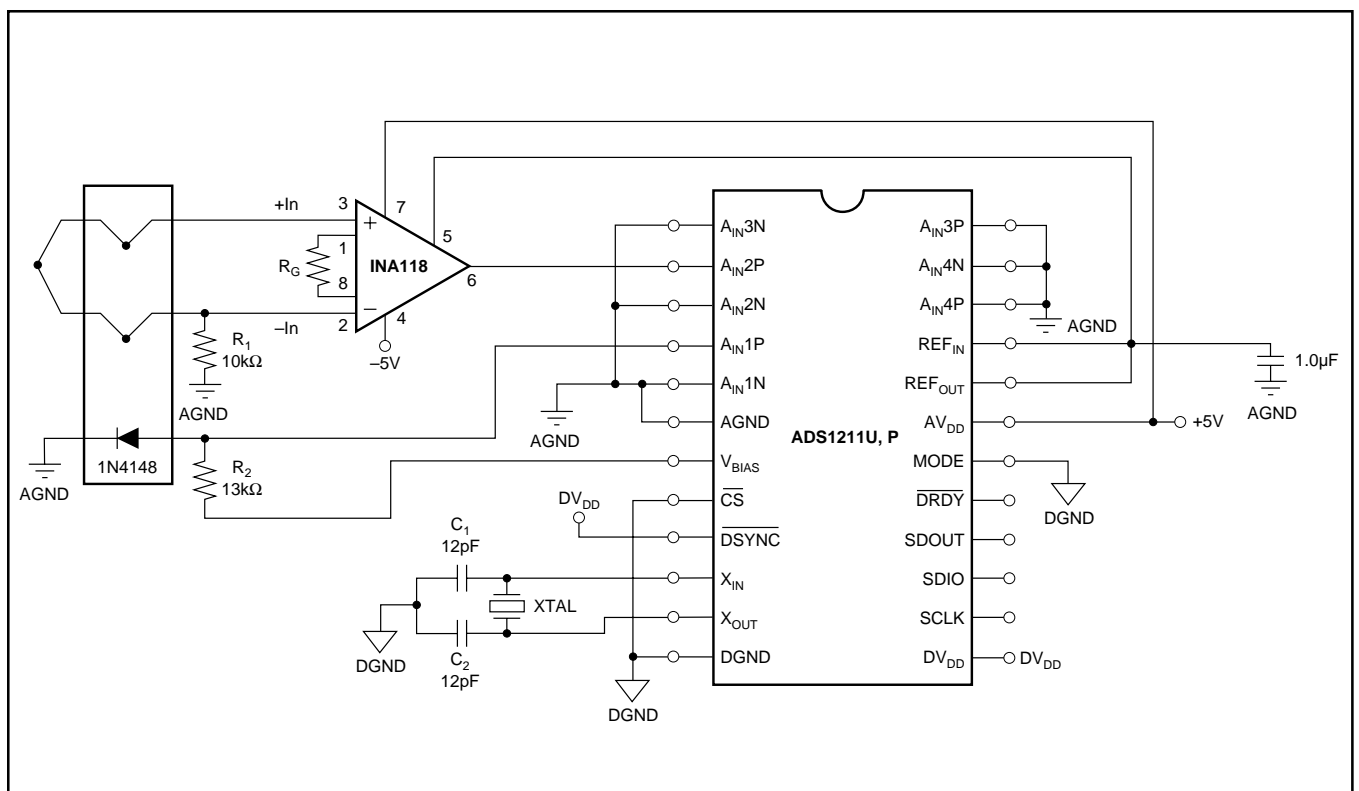 +In
3
7
+
1
5
R_G
INA118
6
8
−
−In
2
4
–5V
R_1
10kΩ
AGND
1N4148
AGND
R_2
13kΩ
A_IN3N
A_IN2P
A_IN2N
A_IN1P
A_IN1N
AGND
AGND
V_BIAS
CS
DV_DD
DSYNC
C_1
12pF
X_IN
XTAL
X_OUT
C_2
12pF
DGND
DGND
DGND
ADS1211U, P
A_IN3P
A_IN4N
A_IN4P
AGND
REF_IN
1.0µF
AGND
REF_OUT
AV_DD
+5V
MODE
DGND
DRDY
SDOUT
SDIO
SCLK
DV_DD
DV_DD